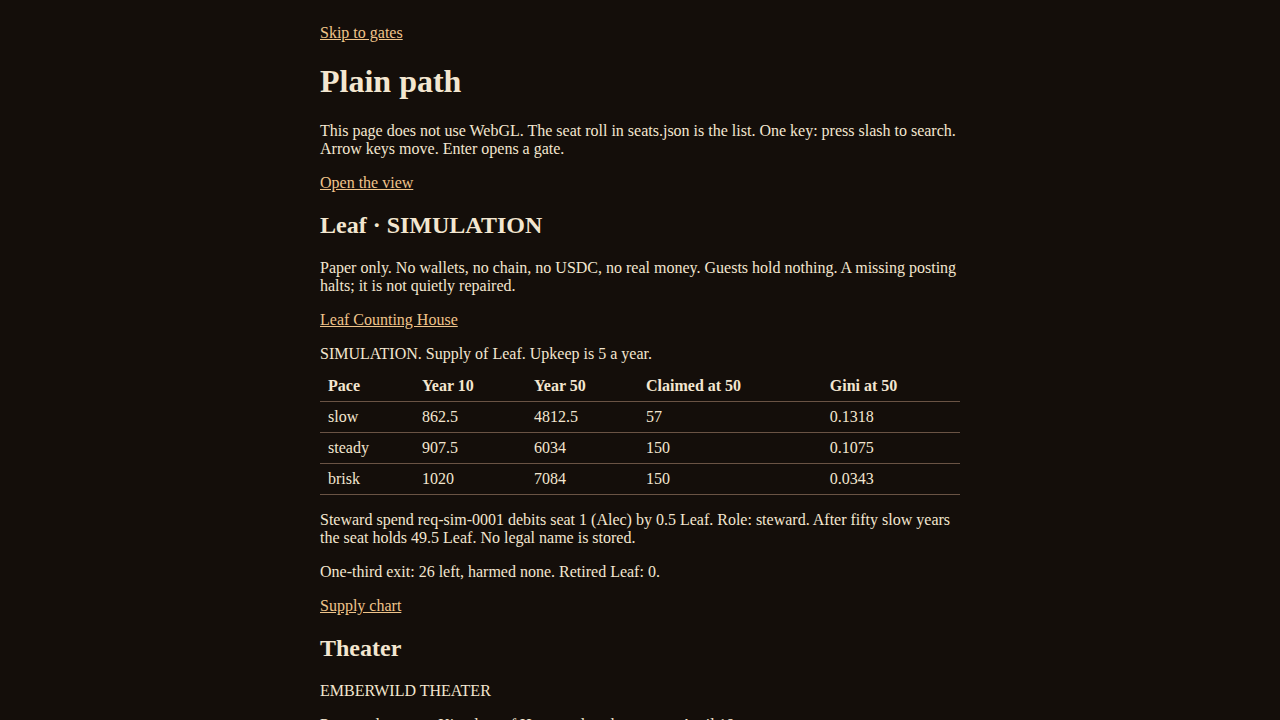 Skip to gates
Plain path
This page does not use WebGL. The seat roll in seats.json is the list. One key: press slash to search.
Arrow keys move. Enter opens a gate.
Open the view
Leaf · SIMULATION
Paper only. No wallets, no chain, no USDC, no real money. Guests hold nothing. A missing posting
halts; it is not quietly repaired.
Leaf Counting House
SIMULATION. Supply of Leaf. Upkeep is 5 a year.
Pace Year 10 Year 50 Claimed at 50 Gini at 50
slow 862.5 4812.5 57 0.1318
steady 907.5 6034 150 0.1075
brisk 1020 7084 150 0.0343
Steward spend req-sim-0001 debits seat 1 (Alec) by 0.5 Leaf. Role: steward. After fifty slow years
the seat holds 49.5 Leaf. No legal name is stored.
One-third exit: 26 left, harmed none. Retired Leaf: 0.
Supply chart
Theater
EMBERWILD THEATER